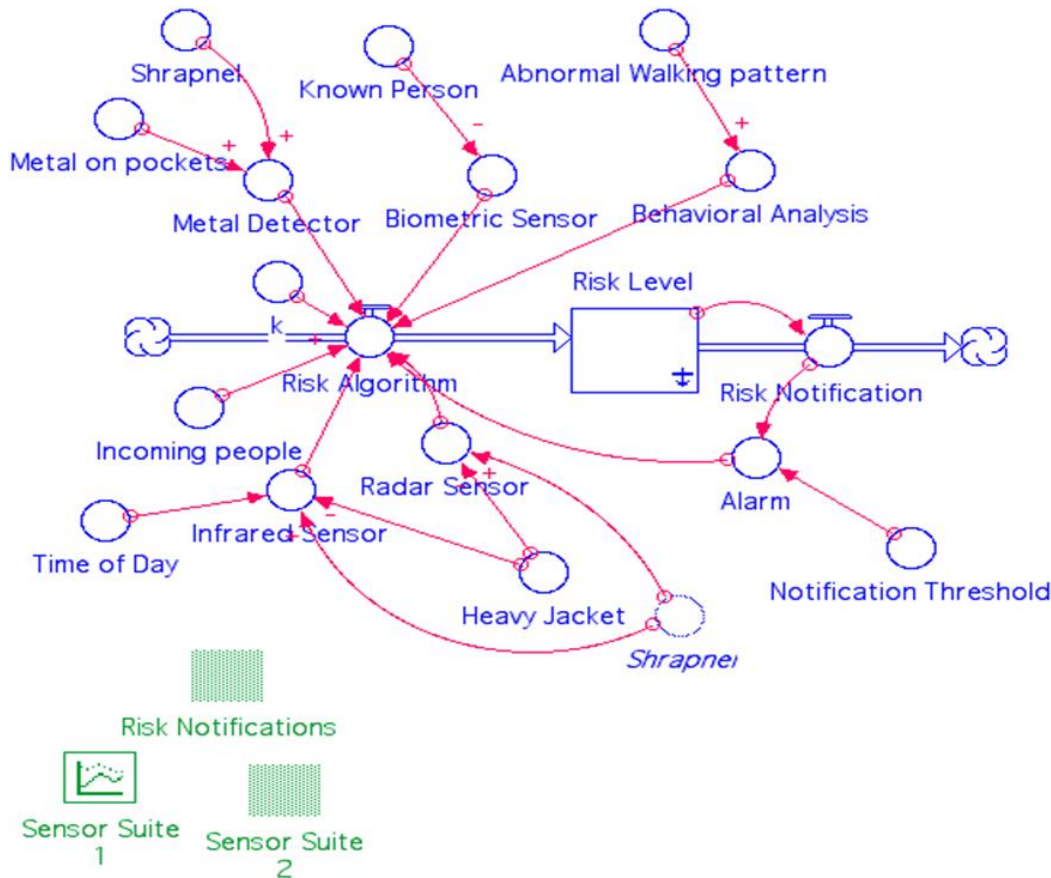 Shrapnel
Known Person
Abnormal Walking pattern
+
-
+
+
Metal on pockets
Metal Detector
Biometric Sensor
Behavioral Analysis
Risk Level
k
+
Risk Algorithm
Risk Notification
Incoming people
Radar Sensor
+
Alarm
Infrared Sensor
-
+
Time of Day
Heavy Jacket
Notification Threshold
Shrapnel
Risk Notifications
Sensor Suite
1
Sensor Suite
2